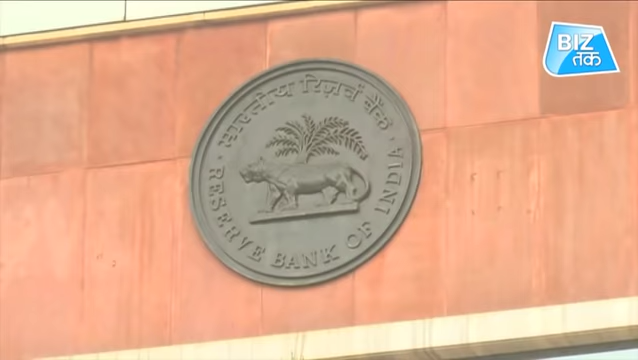 भारतीय रिज़र्व बैंक
RESERVE BANK OF INDIA
BIZ
तक